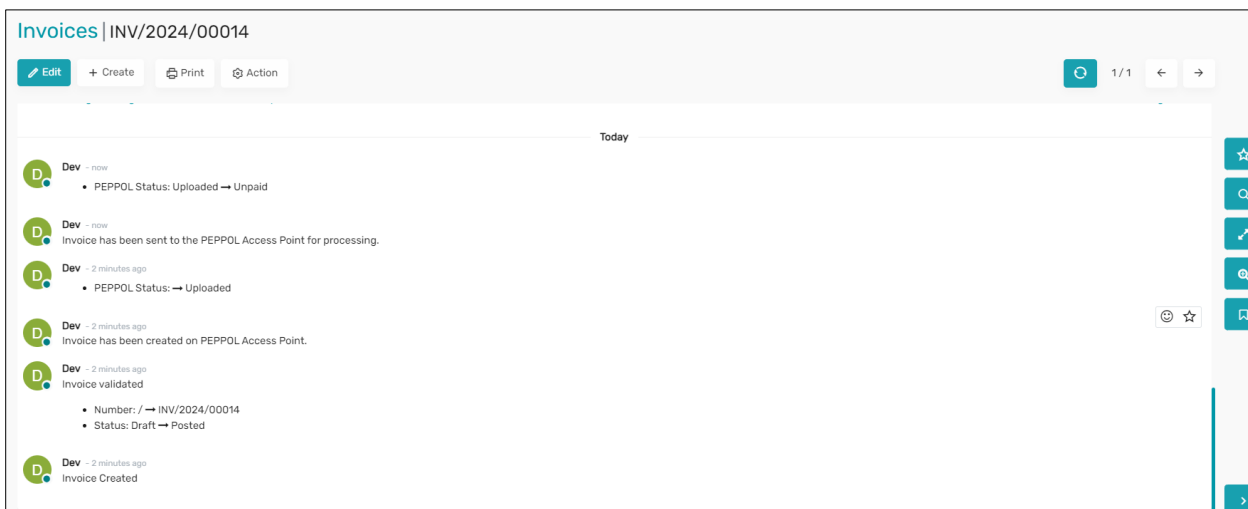 Invoices | INV/2024/00014
Edit + Create Print Action 1 / 1
Today
D Dev - now
• PEPPOL Status: Uploaded → Unpaid
D Dev - now
Invoice has been sent to the PEPPOL Access Point for processing.
D Dev - 2 minutes ago
• PEPPOL Status: → Uploaded
D Dev - 2 minutes ago
Invoice has been created on PEPPOL Access Point.
D Dev - 2 minutes ago
Invoice validated
• Number: / → INV/2024/00014
• Status: Draft → Posted
D Dev - 2 minutes ago
Invoice Created